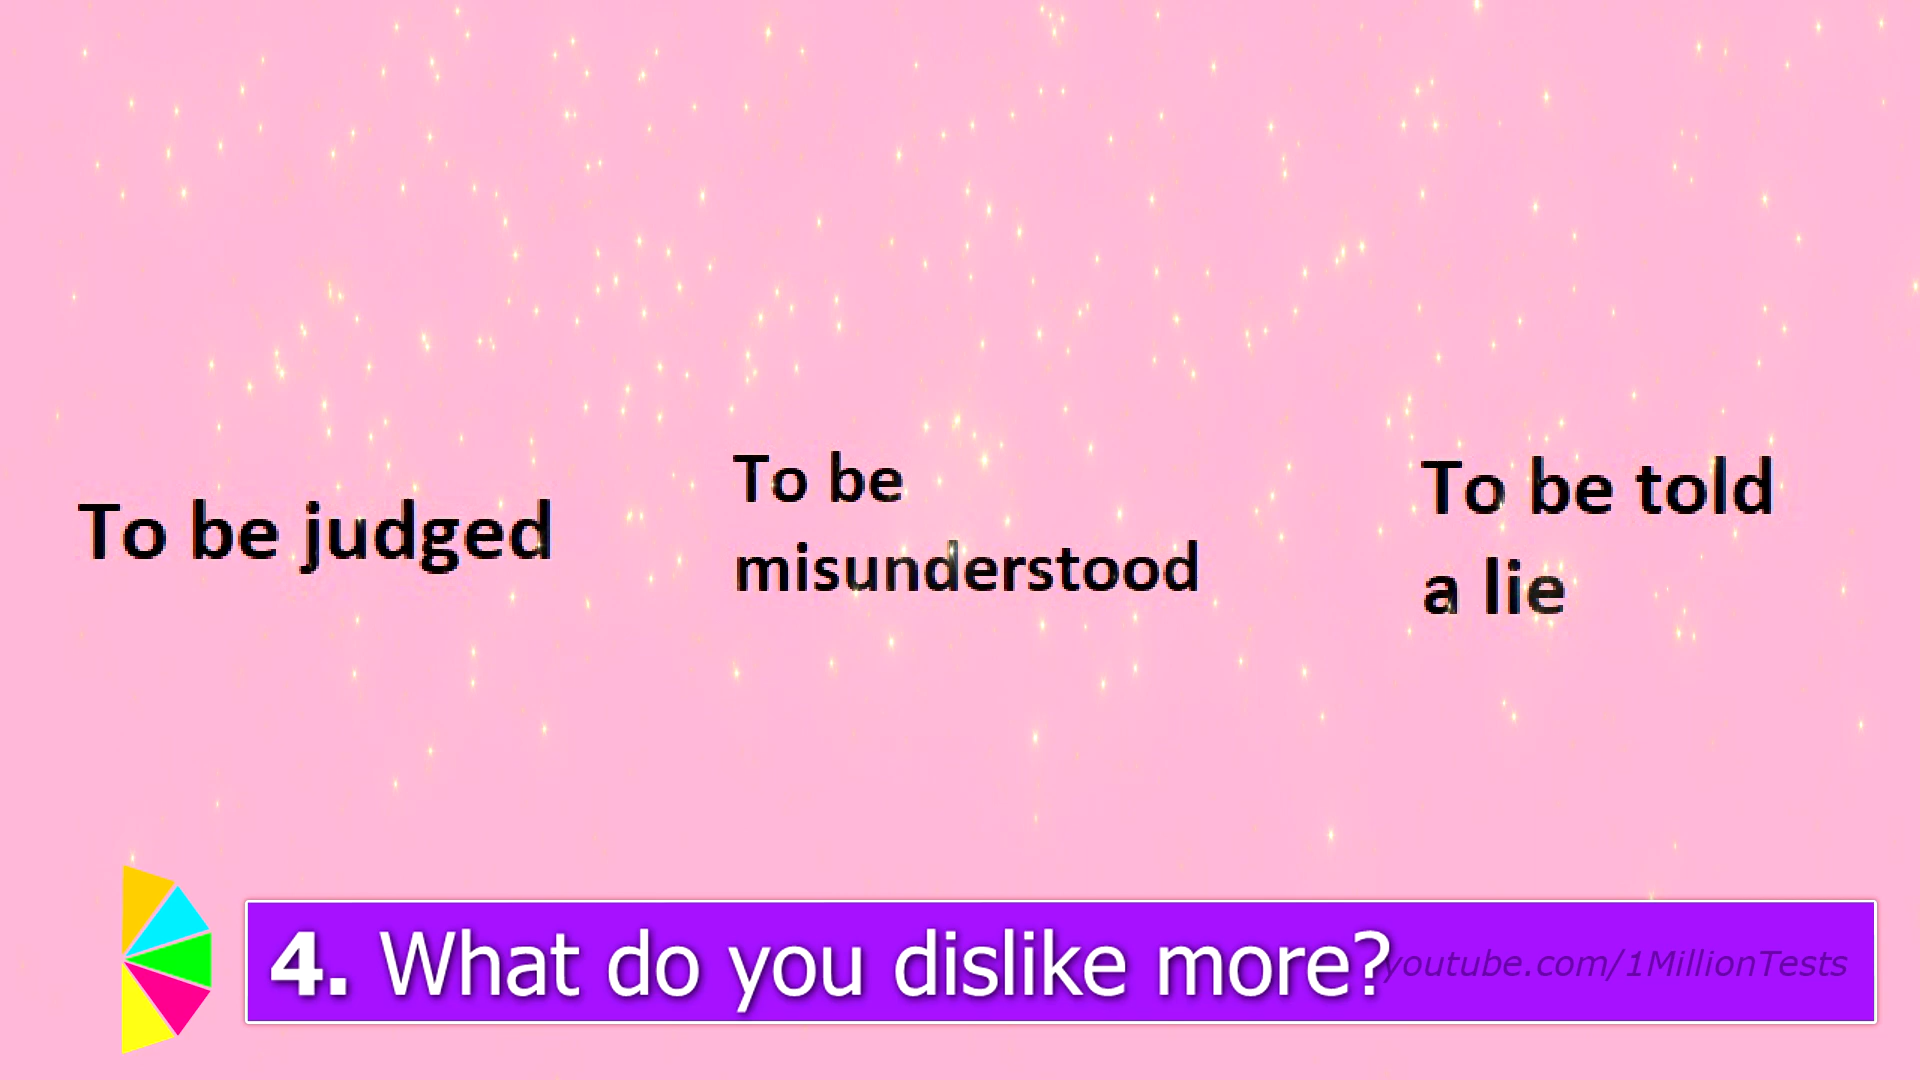 To be judged
To be
misunderstood
To be told
a lie
4. What do you dislike more?
youtube.com/1MillionTests